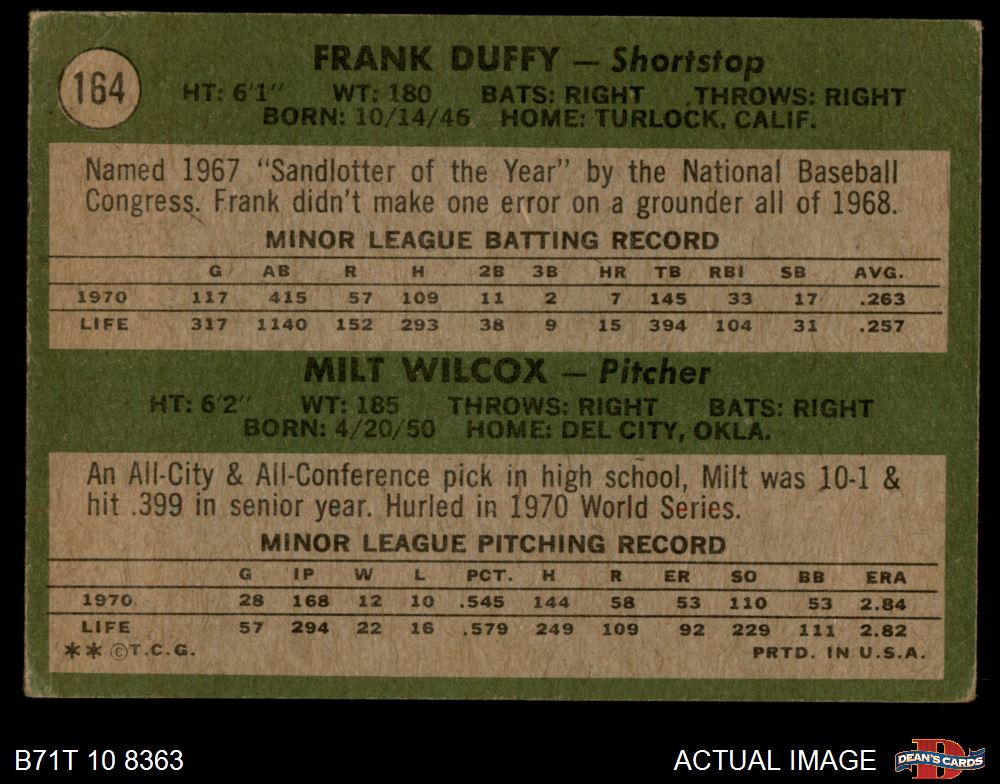 164
FRANK DUFFY — Shortstop
HT: 6'1" WT: 180 BATS: RIGHT THROWS: RIGHT
BORN: 10/14/46 HOME: TURLOCK, CALIF.
Named 1967 "Sandlotter of the Year" by the National Baseball
Congress. Frank didn't make one error on a grounder all of 1968.
MINOR LEAGUE BATTING RECORD
G AB R H 2B 3B HR TB RBI SB AVG.
1970 117 415 57 109 11 2 7 145 33 17 .263
LIFE 317 1140 152 293 38 9 15 394 104 31 .257
MILT WILCOX — Pitcher
HT: 6'2" WT: 185 THROWS: RIGHT BATS: RIGHT
BORN: 4/20/50 HOME: DEL CITY, OKLA.
An All-City & All-Conference pick in high school, Milt was 10-1 &
hit .399 in senior year. Hurled in 1970 World Series.
MINOR LEAGUE PITCHING RECORD
G IP W L PCT. H R ER SO BB ERA
1970 28 168 12 10 .545 144 58 53 110 53 2.84
LIFE 57 294 22 16 .579 249 109 92 229 111 2.82
** ©T.C.G. PRTD. IN U.S.A.
B71T 10 8363 ACTUAL IMAGE DEAN'S CARDS